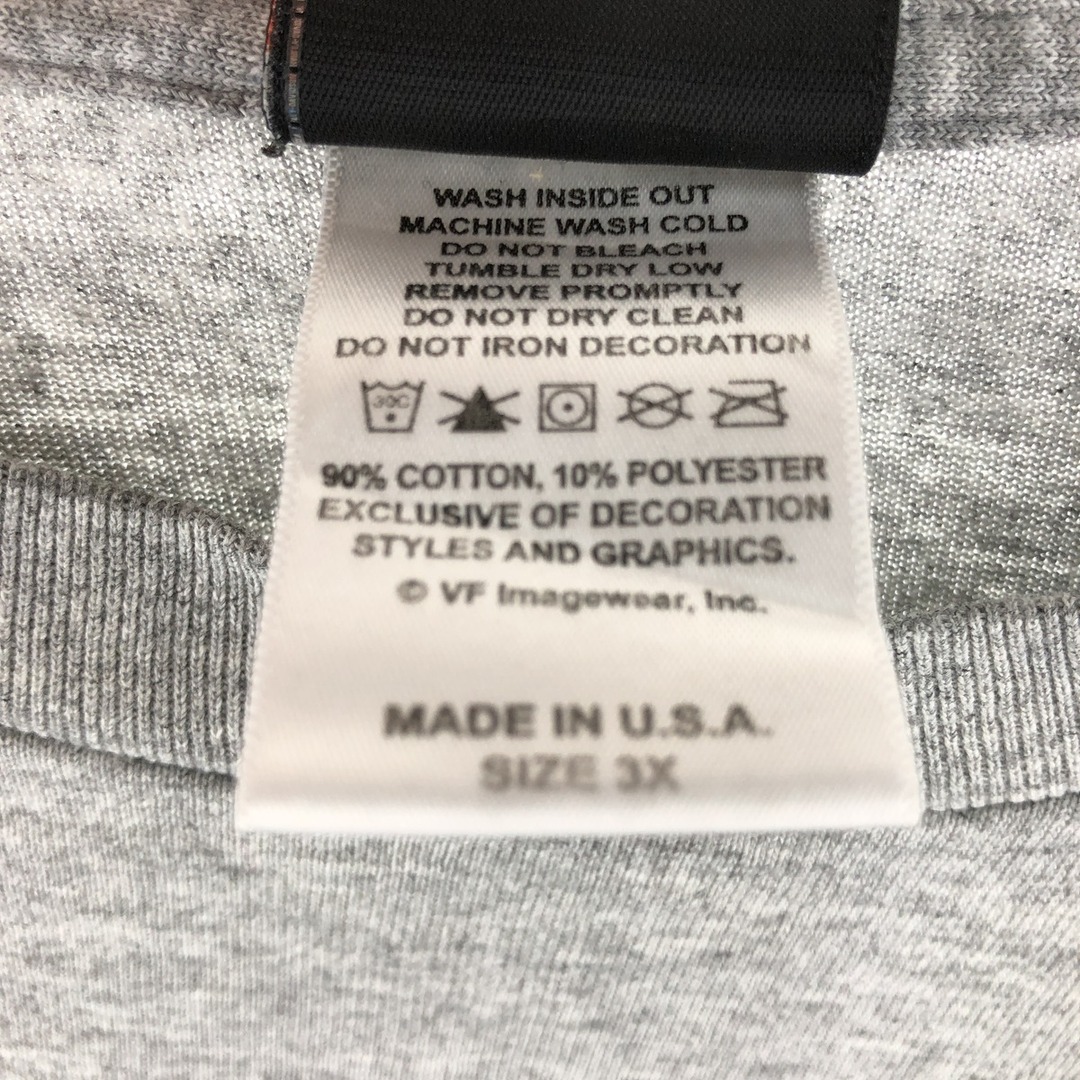 WASH INSIDE OUT
MACHINE WASH COLD
DO NOT BLEACH
TUMBLE DRY LOW
REMOVE PROMPTLY
DO NOT DRY CLEAN
DO NOT IRON DECORATION
30C
90% COTTON, 10% POLYESTER
EXCLUSIVE OF DECORATION
STYLES AND GRAPHICS.
© VF Imagewear, Inc.
MADE IN U.S.A.
SIZE 3X